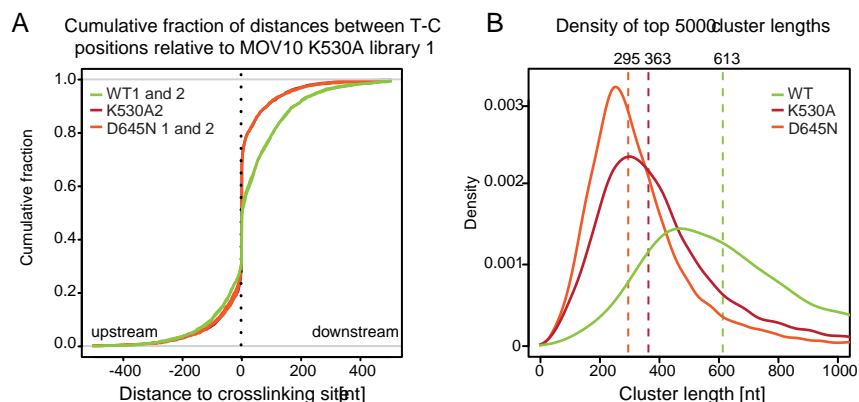 A
Cumulative fraction of distances between T-C
positions relative to MOV10 K530A library 1
1.0
0.8
0.6
0.4
0.2
0.0
Cumulative fraction
WT1 and 2
K530A2
D645N 1 and 2
upstream
downstream
-400
-200
0
200
400
Distance to crosslinking site[nt]
B
Density of top 5000 cluster lengths
295
363
613
WT
K530A
D645N
0.003
0.002
0.001
0
Density
0
200
400
600
800
1000
Cluster length [nt]